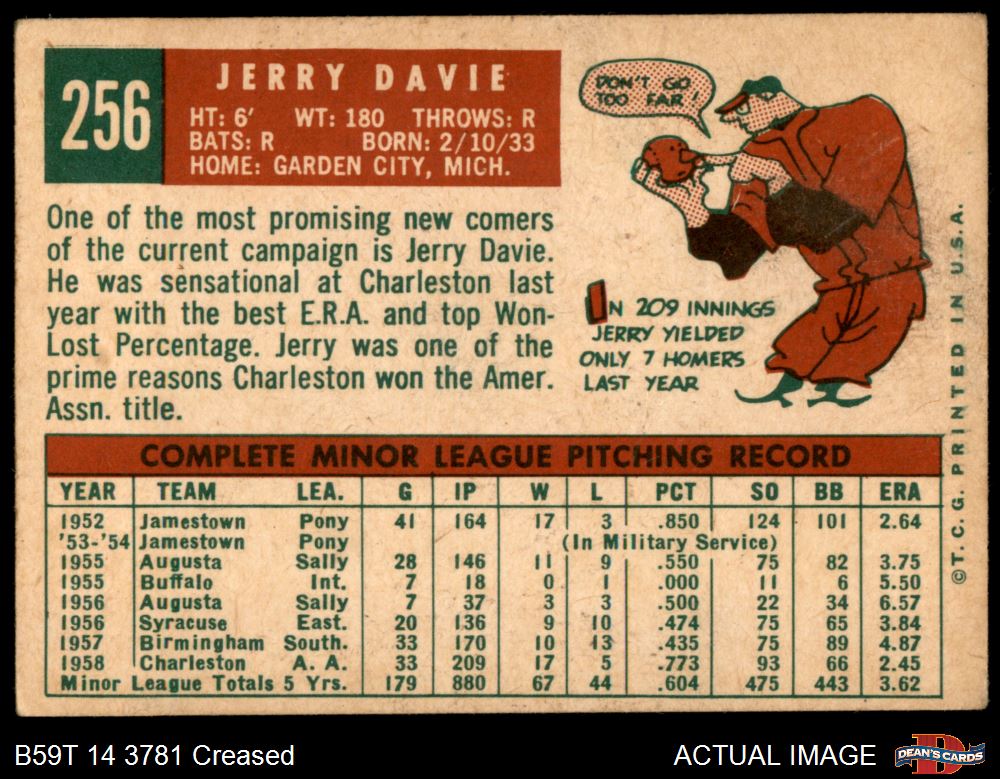 256
JERRY DAVIE
HT: 6' WT: 180 THROWS: R
BATS: R BORN: 2/10/33
HOME: GARDEN CITY, MICH.
One of the most promising new comers
of the current campaign is Jerry Davie.
He was sensational at Charleston last
year with the best E.R.A. and top Won-
Lost Percentage. Jerry was one of the
prime reasons Charleston won the Amer.
Assn. title.
DON'T GO
TOO FAR!
IN 209 INNINGS
JERRY YIELDED
ONLY 7 HOMERS
LAST YEAR
COMPLETE MINOR LEAGUE PITCHING RECORD
YEAR TEAM LEA. G IP W L PCT SO BB ERA
1952 Jamestown Pony 41 164 17 3 .850 124 101 2.64
'53-'54 Jamestown Pony (In Military Service)
1955 Augusta Sally 28 146 11 9 .550 75 82 3.75
1955 Buffalo Int. 7 18 0 1 .000 11 6 5.50
1956 Augusta Sally 7 37 3 3 .500 22 34 6.57
1956 Syracuse East. 20 136 9 10 .474 75 65 3.84
1957 Birmingham South. 33 170 10 13 .435 75 89 4.87
1958 Charleston A. A. 33 209 17 5 .773 93 66 2.45
Minor League Totals 5 Yrs. 179 880 67 44 .604 475 443 3.62
©T. C. G. PRINTED IN U.S.A.
B59T 14 3781 Creased
ACTUAL IMAGE
DEAN'S CARDS